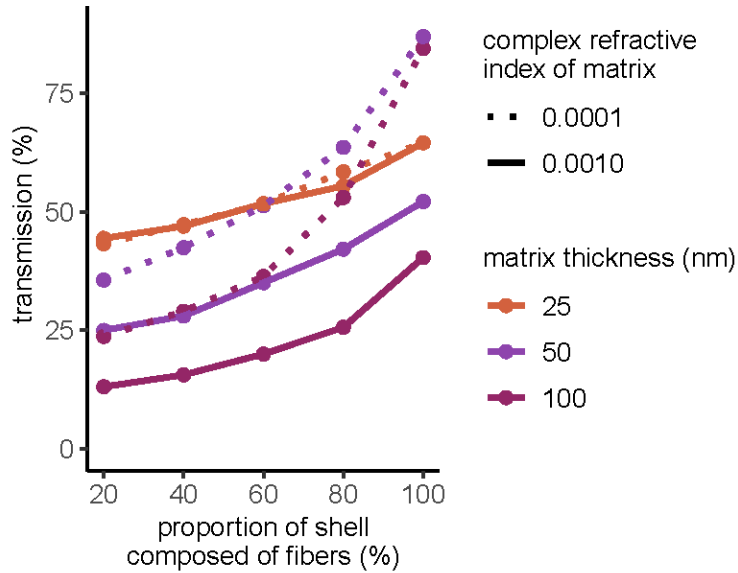 transmission (%)
75
50
25
0
20 40 60 80 100
proportion of shell
composed of fibers (%)
complex refractive
index of matrix
0.0001
0.0010
matrix thickness (nm)
25
50
100